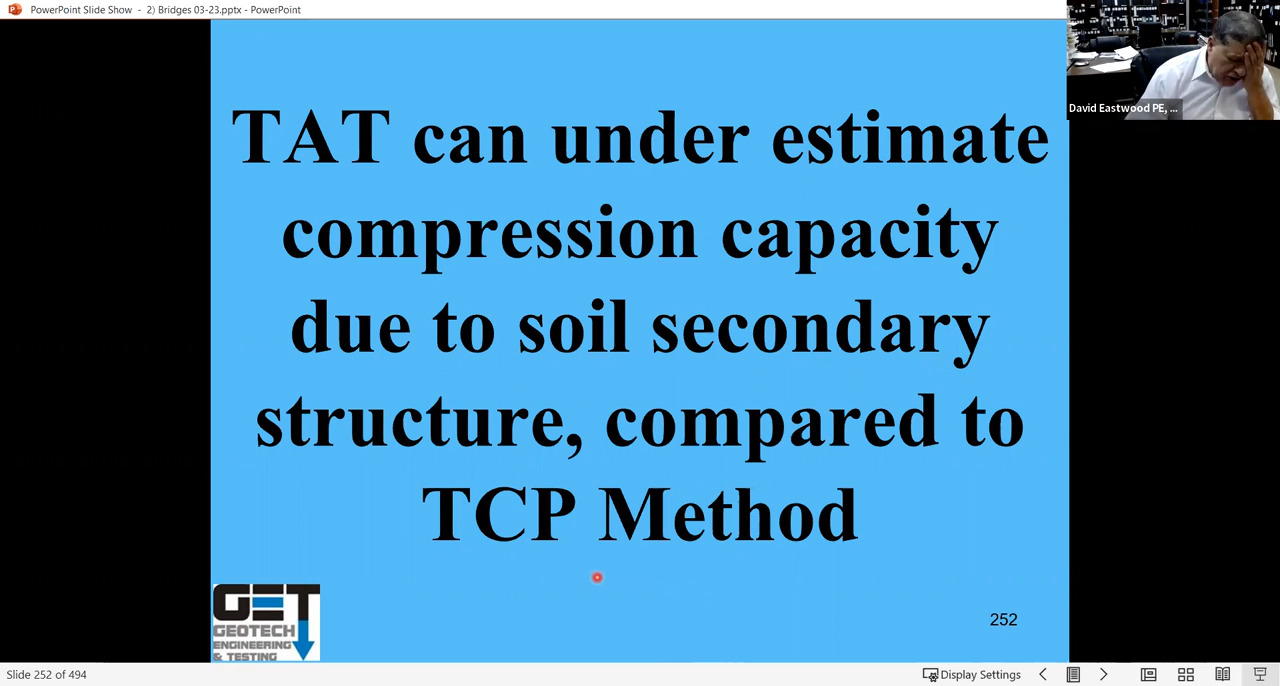 PowerPoint Slide Show - 2) Bridges 03-23.pptx - PowerPoint
David Eastwood PE, ...
TAT can under estimate
compression capacity
due to soil secondary
structure, compared to
TCP Method
GET
GEOTECH
ENGINEERING
& TESTING
252
Slide 252 of 494
Display Settings